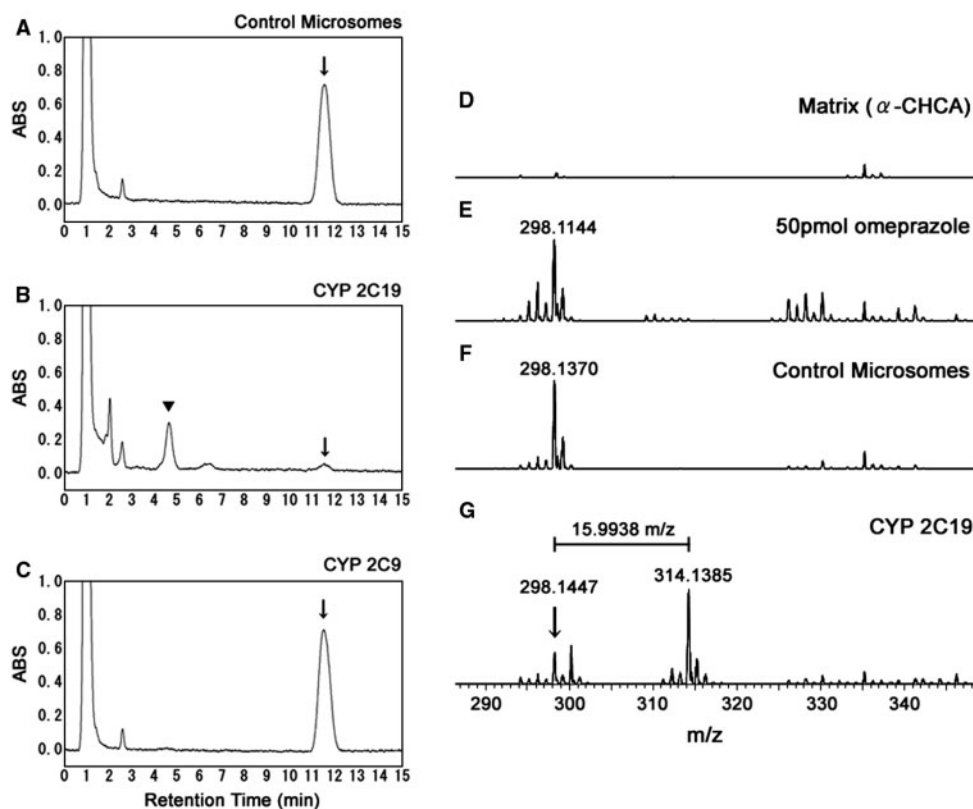 A
Control Microsomes
1.0
0.8
0.6
0.4
0.2
0.0
ABS
0 1 2 3 4 5 6 7 8 9 10 11 12 13 14 15
B
CYP 2C19
1.0
0.8
0.6
0.4
0.2
0.0
ABS
0 1 2 3 4 5 6 7 8 9 10 11 12 13 14 15
C
CYP 2C9
1.0
0.8
0.6
0.4
0.2
0.0
ABS
0 1 2 3 4 5 6 7 8 9 10 11 12 13 14 15
Retention Time (min)
D
Matrix (α-CHCA)
E
50pmol omeprazole
298.1144
F
Control Microsomes
298.1370
G
CYP 2C19
15.9938 m/z
298.1447
314.1385
290 300 310 320 330 340
m/z